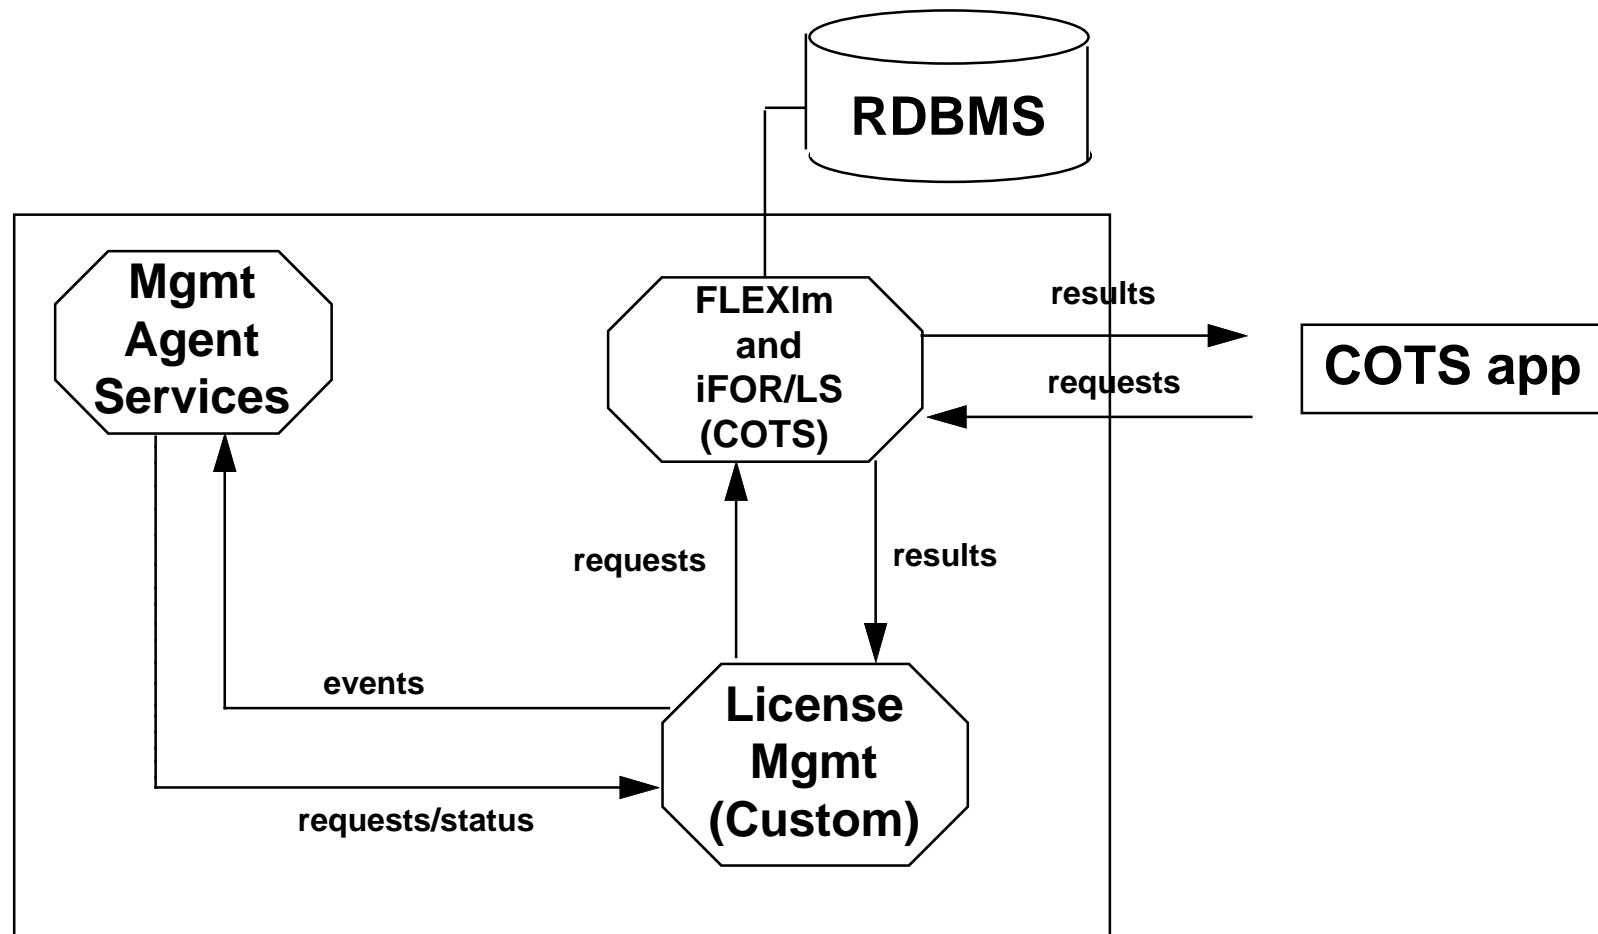 RDBMS
Mgmt
Agent
Services
FLEXlm
and
iFOR/LS
(COTS)
results
requests
COTS app
requests
results
events
requests/status
License
Mgmt
(Custom)